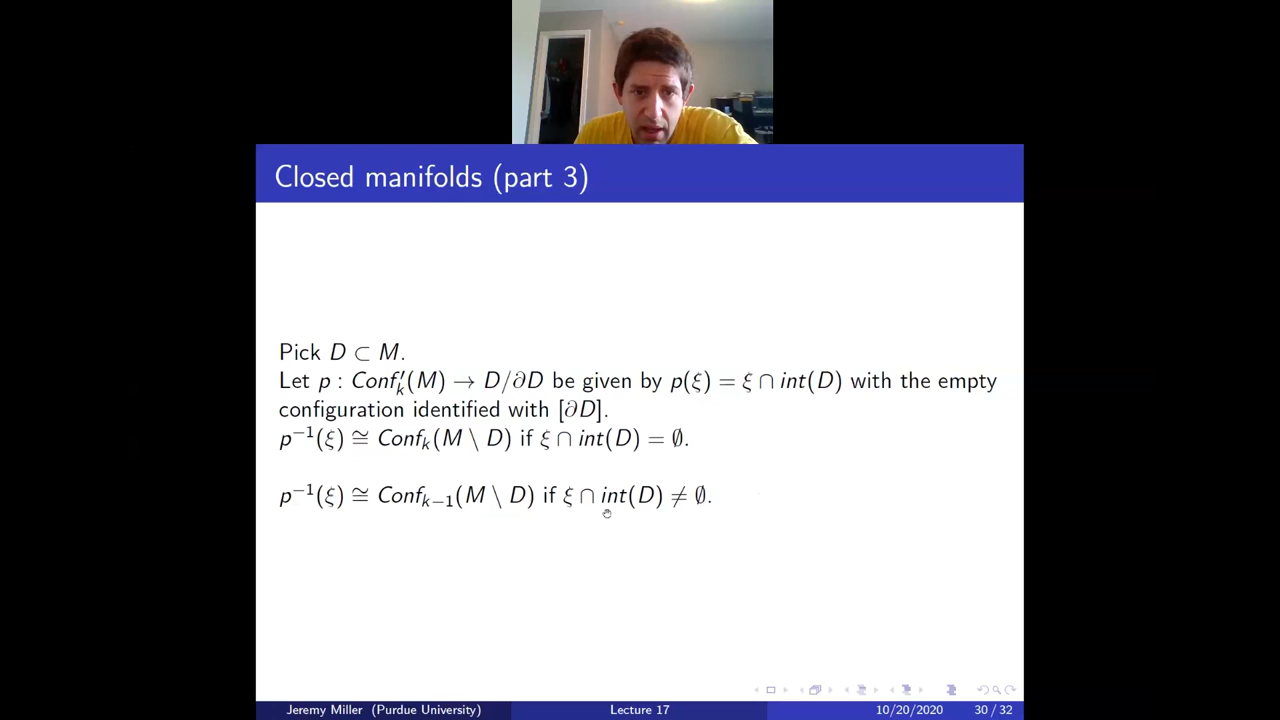 Closed manifolds (part 3)
Pick D ⊂ M.
Let p : Conf′ₖ(M) → D/∂D be given by p(ξ) = ξ ∩ int(D) with the empty
configuration identified with [∂D].
p⁻¹(ξ) ≅ Confₖ(M \ D) if ξ ∩ int(D) = ∅.
p⁻¹(ξ) ≅ Confₖ₋₁(M \ D) if ξ ∩ int(D) ≠ ∅.
Jeremy Miller (Purdue University) Lecture 17 10/20/2020 30 / 32